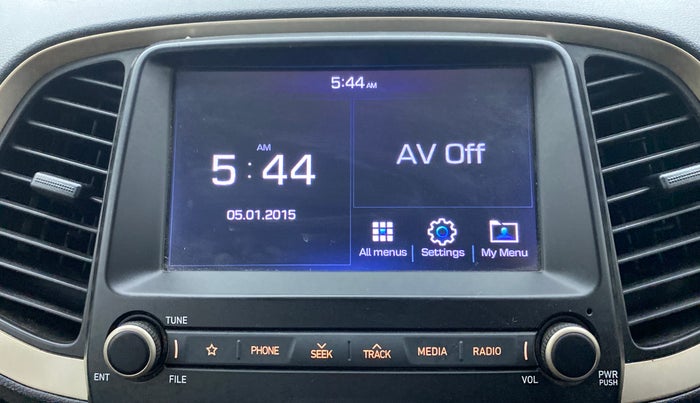 5:44 AM
AM
5:44
05.01.2015
AV Off
All menus
Settings
My Menu
TUNE
PHONE
SEEK
TRACK
MEDIA
RADIO
ENT
FILE
VOL
PWR
PUSH